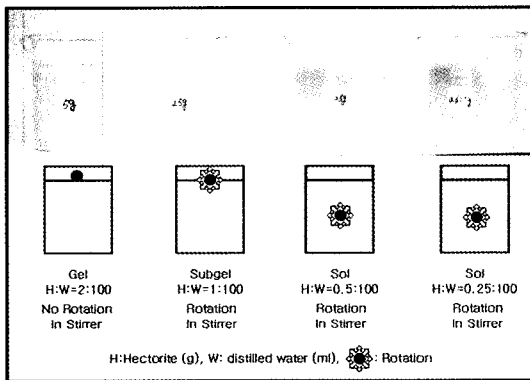 Gel Subgel Sol Sol
H:W=2:100 H:W=1:100 H:W=0.5:100 H:W=0.25:100
No Rotation Rotation Rotation Rotation
In Stirrer In Stirrer In Stirrer In Stirrer
H:Hectorite (g), W: distilled water (ml), : Rotation